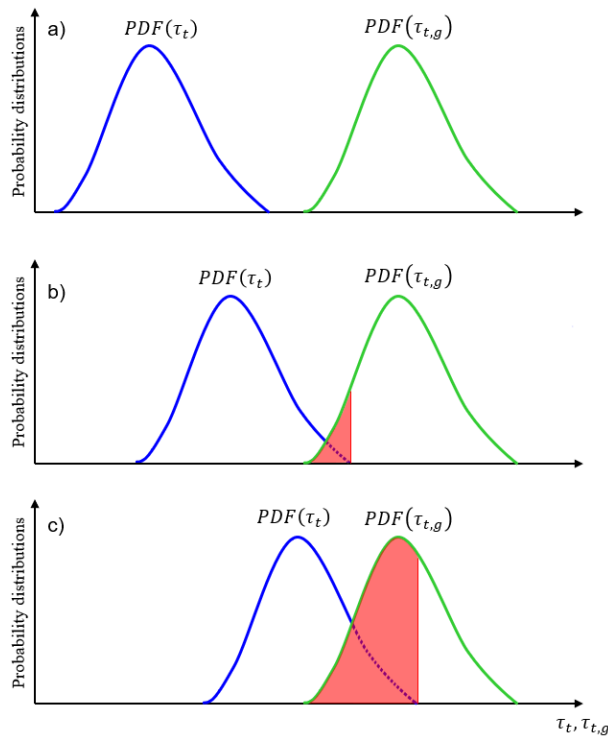 a)
PDF(τₜ)
PDF(τₜ,g)
Probability distributions
b)
PDF(τₜ)
PDF(τₜ,g)
Probability distributions
c)
PDF(τₜ)
PDF(τₜ,g)
Probability distributions
τₜ, τₜ,g